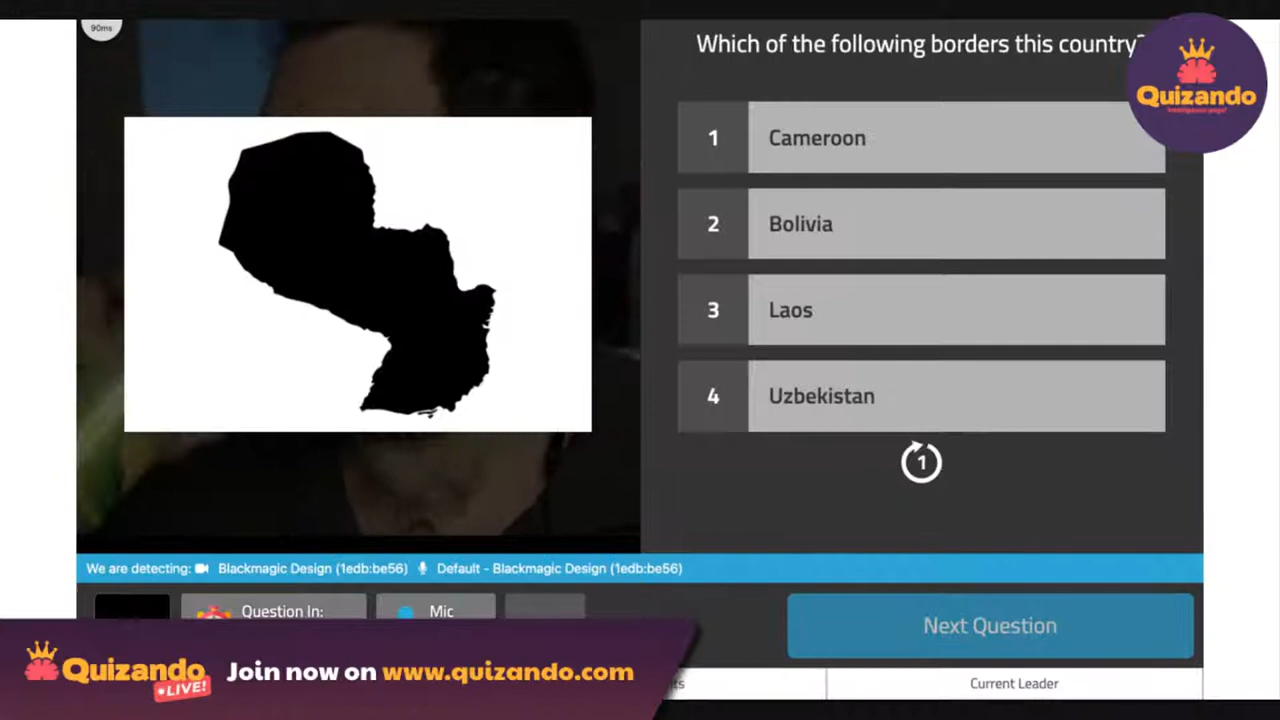 90ms
Which of the following borders this country?
Quizando
1
Cameroon
2
Bolivia
3
Laos
4
Uzbekistan
1
We are detecting: Blackmagic Design (1edb:be56) Default - Blackmagic Design (1edb:be56)
Question In:
Mic
Next Question
Quizando
LIVE!
Join now on www.quizando.com
Current Leader